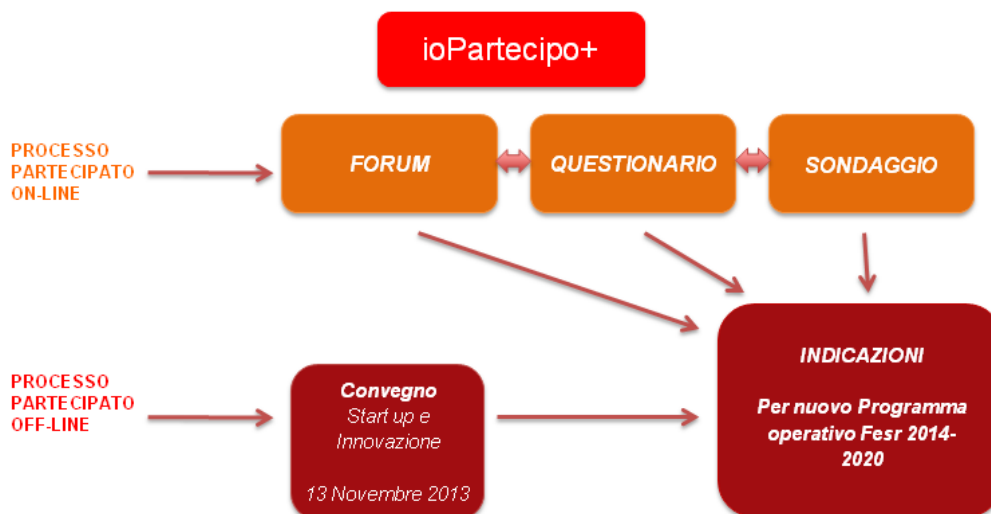 ioPartecipo+
PROCESSO
PARTECIPATO
ON-LINE
FORUM
QUESTIONARIO
SONDAGGIO
PROCESSO
PARTECIPATO
OFF-LINE
Convegno
Start up e
Innovazione
13 Novembre 2013
INDICAZIONI
Per nuovo Programma
operativo Fesr 2014-
2020